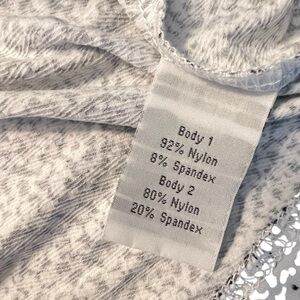 Body 1
92% Nylon
8% Spandex
Body 2
80% Nylon
20% Spandex